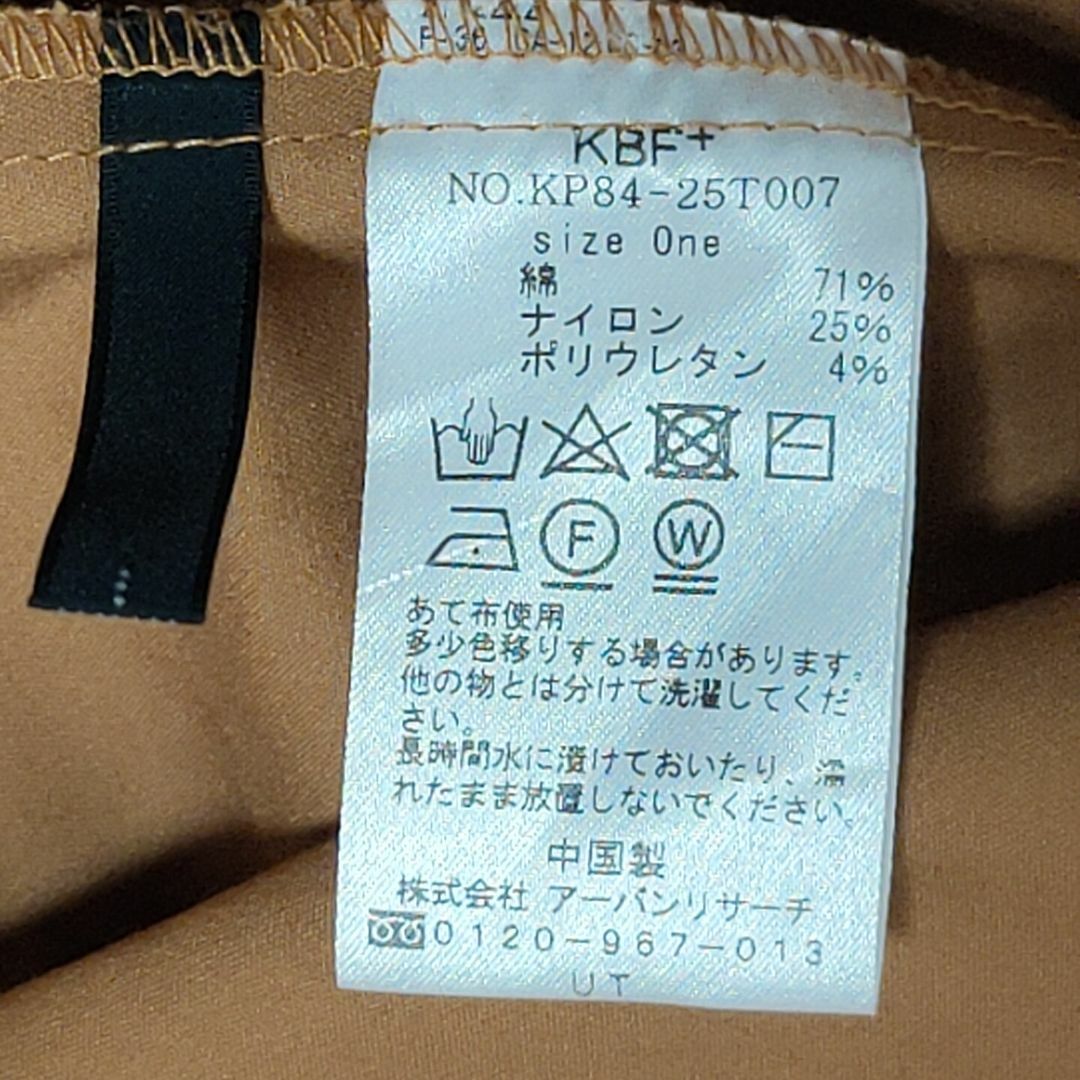 KBF+
NO.KP84-25T007
size One
綿 71%
ナイロン 25%
ポリウレタン 4%
F W
あて布使用
多少色移りする場合があります。
他の物とは分けて洗濯してくだ
さい。
長時間水に漬けておいたり、濡
れたまま放置しないでください。
中国製
株式会社 アーバンリサーチ
0120-967-013
UT